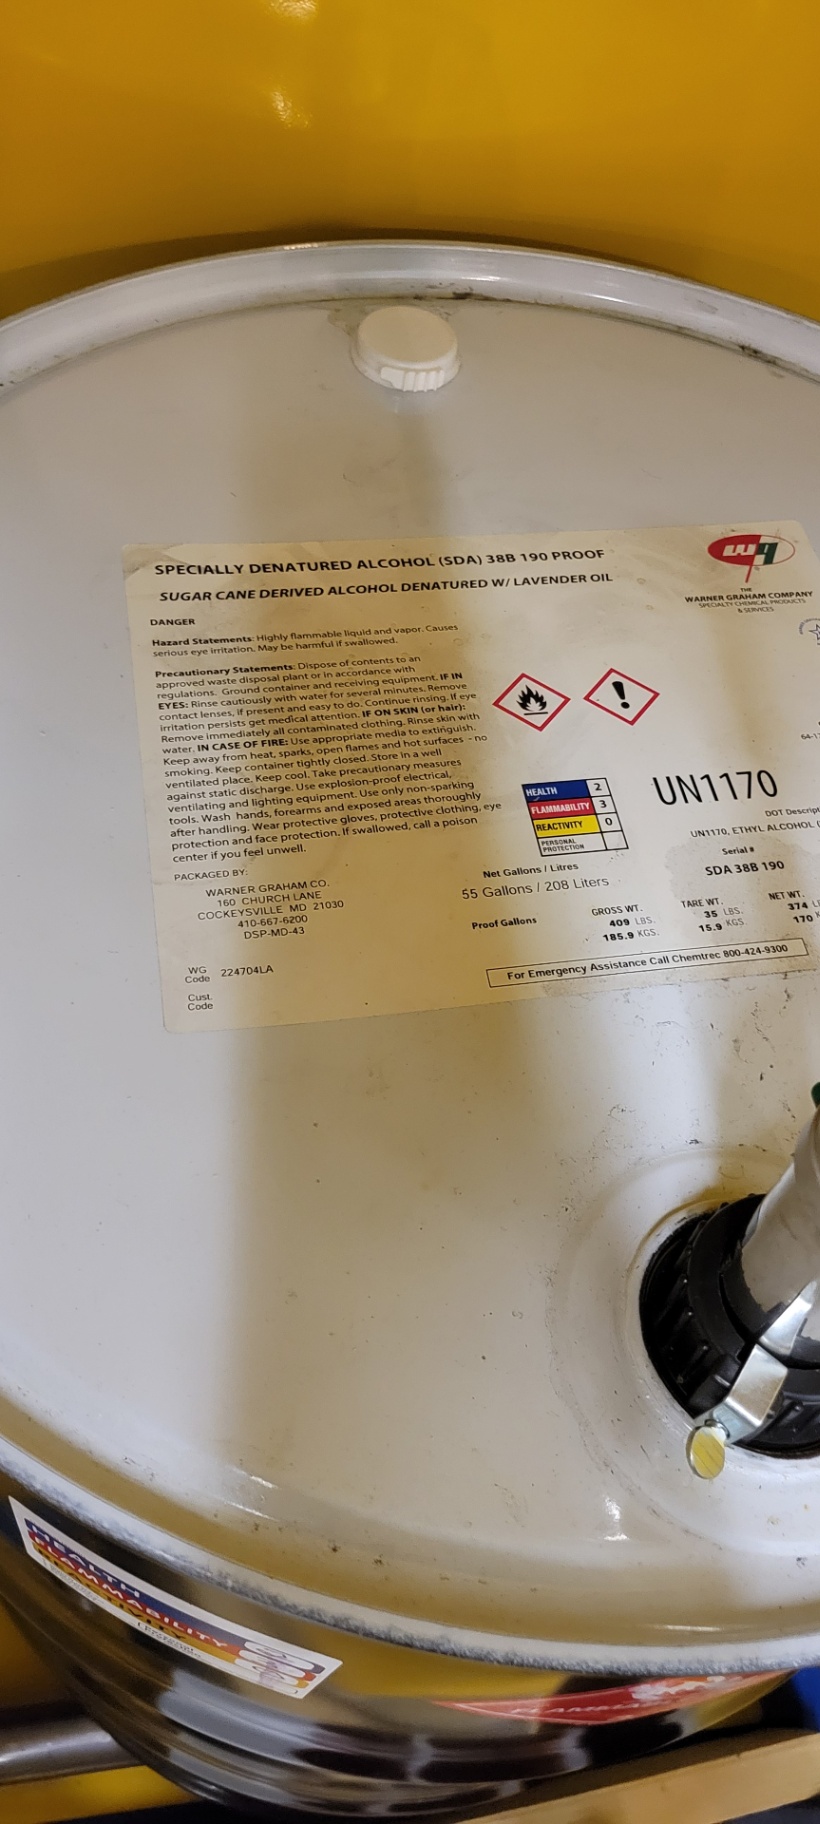 SPECIALLY DENATURED ALCOHOL (SDA) 38B 190 PROOF
SUGAR CANE DERIVED ALCOHOL DENATURED W/ LAVENDER OIL
wg
THE
WARNER GRAHAM COMPANY
SPECIALTY CHEMICAL PRODUCTS
& SERVICES
DANGER
Hazard Statements: Highly flammable liquid and vapor. Causes
serious eye irritation. May be harmful if swallowed.
Precautionary Statements: Dispose of contents to an
approved waste disposal plant or in accordance with
regulations. Ground container and receiving equipment. IF IN
EYES: Rinse cautiously with water for several minutes. Remove
contact lenses, if present and easy to do. Continue rinsing. If eye
irritation persists get medical attention. IF ON SKIN (or hair):
Remove immediately all contaminated clothing. Rinse skin with
water. IN CASE OF FIRE: Use appropriate media to extinguish.
Keep away from heat, sparks, open flames and hot surfaces - no
smoking. Keep container tightly closed. Store in a well
ventilated place. Keep cool. Take precautionary measures
against static discharge. Use explosion-proof electrical,
ventilating and lighting equipment. Use only non-sparking
tools. Wash hands, forearms and exposed areas thoroughly
after handling. Wear protective gloves, protective clothing, eye
protection and face protection. If swallowed, call a poison
center if you feel unwell.
HEALTH 2
FLAMMABILITY 3
REACTIVITY 0
PERSONAL
PROTECTION
UN1170
DOT Descript
UN1170, ETHYL ALCOHOL (
Serial #
SDA 38B 190
PACKAGED BY:
WARNER GRAHAM CO.
160 CHURCH LANE
COCKEYSVILLE MD 21030
410-667-6200
DSP-MD-43
Net Gallons / Litres
55 Gallons / 208 Liters
Proof Gallons
GROSS WT. TARE WT. NET WT.
409 LBS. 35 LBS. 374 L
185.9 KGS. 15.9 KGS. 170 K
WG
Code 224704LA
Cust.
Code
For Emergency Assistance Call Chemtrec 800-424-9300
HEALTH
FLAMMABILITY
REACTIVITY